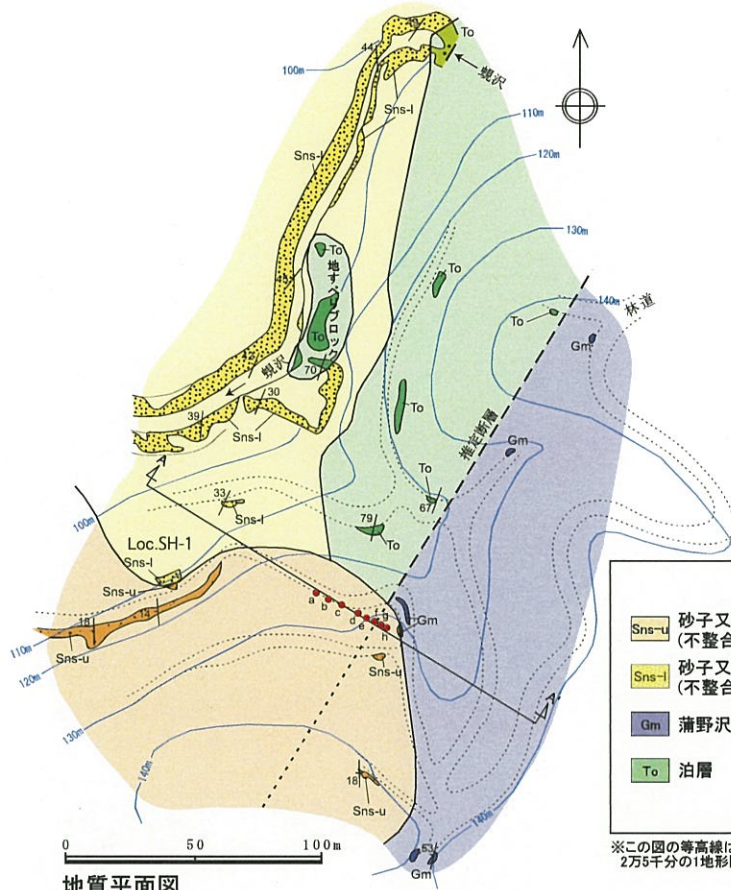 To
44
100m
蜆沢
Sns-l
110m
120m
Sns-l
130m
To
地すべりブロック
To
To
140m
林道
To
Gm
45
To
70
蜆沢
30
39
Sns-l
To
推定断層
Gm
A
33
Sns-l
To
67
79
To
100m
Loc.SH-1
Sns-l
Sns-u
a
b
c
d
e
f
g
h
Gm
18
14
110m
Sns-u
120m
Sns-u
A'
130m
140m
18
Sns-u
140m
53
Gm
Sns-u 砂子又
(不整合
Sns-l 砂子又
(不整合
Gm 蒲野沢
To 泊層
※この図の等高線は
2万5千分の1地形図
0 50 100m
地質平面図